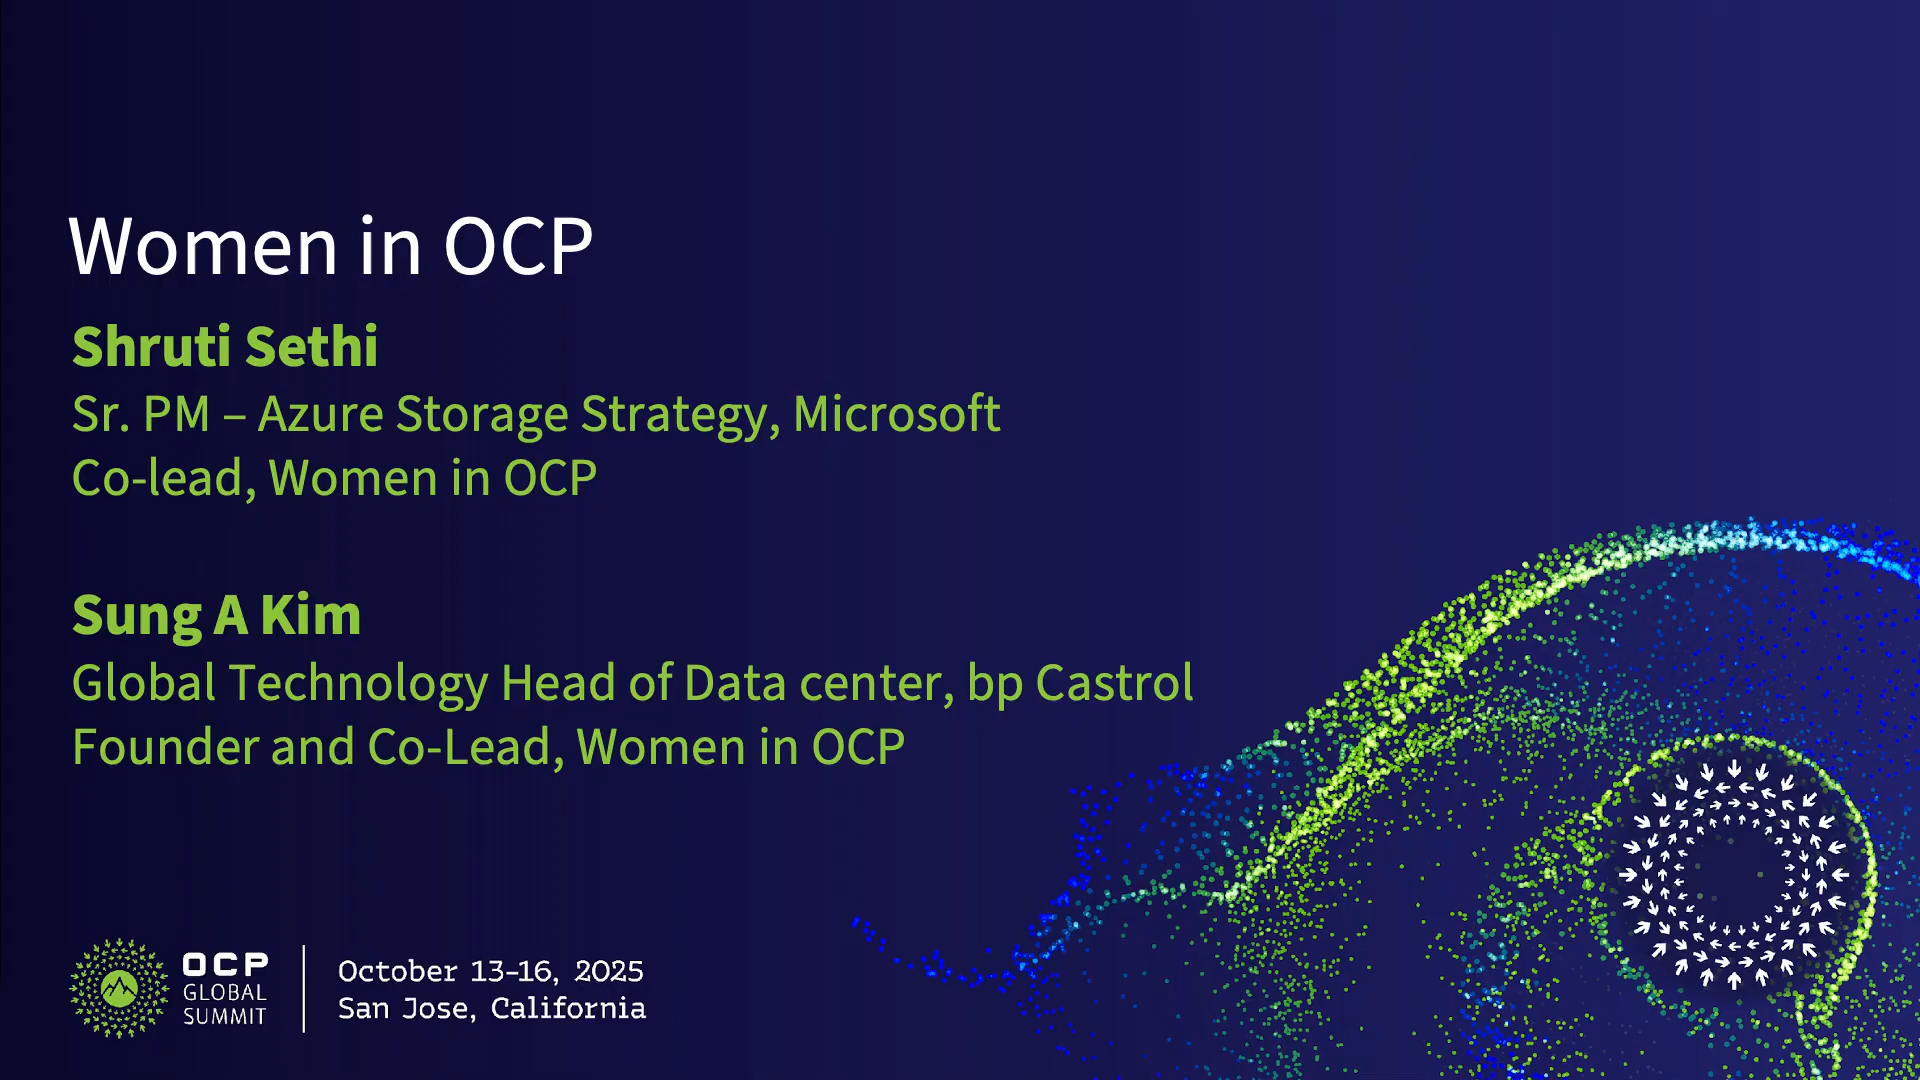 Women in OCP
Shruti Sethi
Sr. PM – Azure Storage Strategy, Microsoft
Co-lead, Women in OCP
Sung A Kim
Global Technology Head of Data center, bp Castrol
Founder and Co-Lead, Women in OCP
OCP
GLOBAL
SUMMIT
October 13-16, 2025
San Jose, California